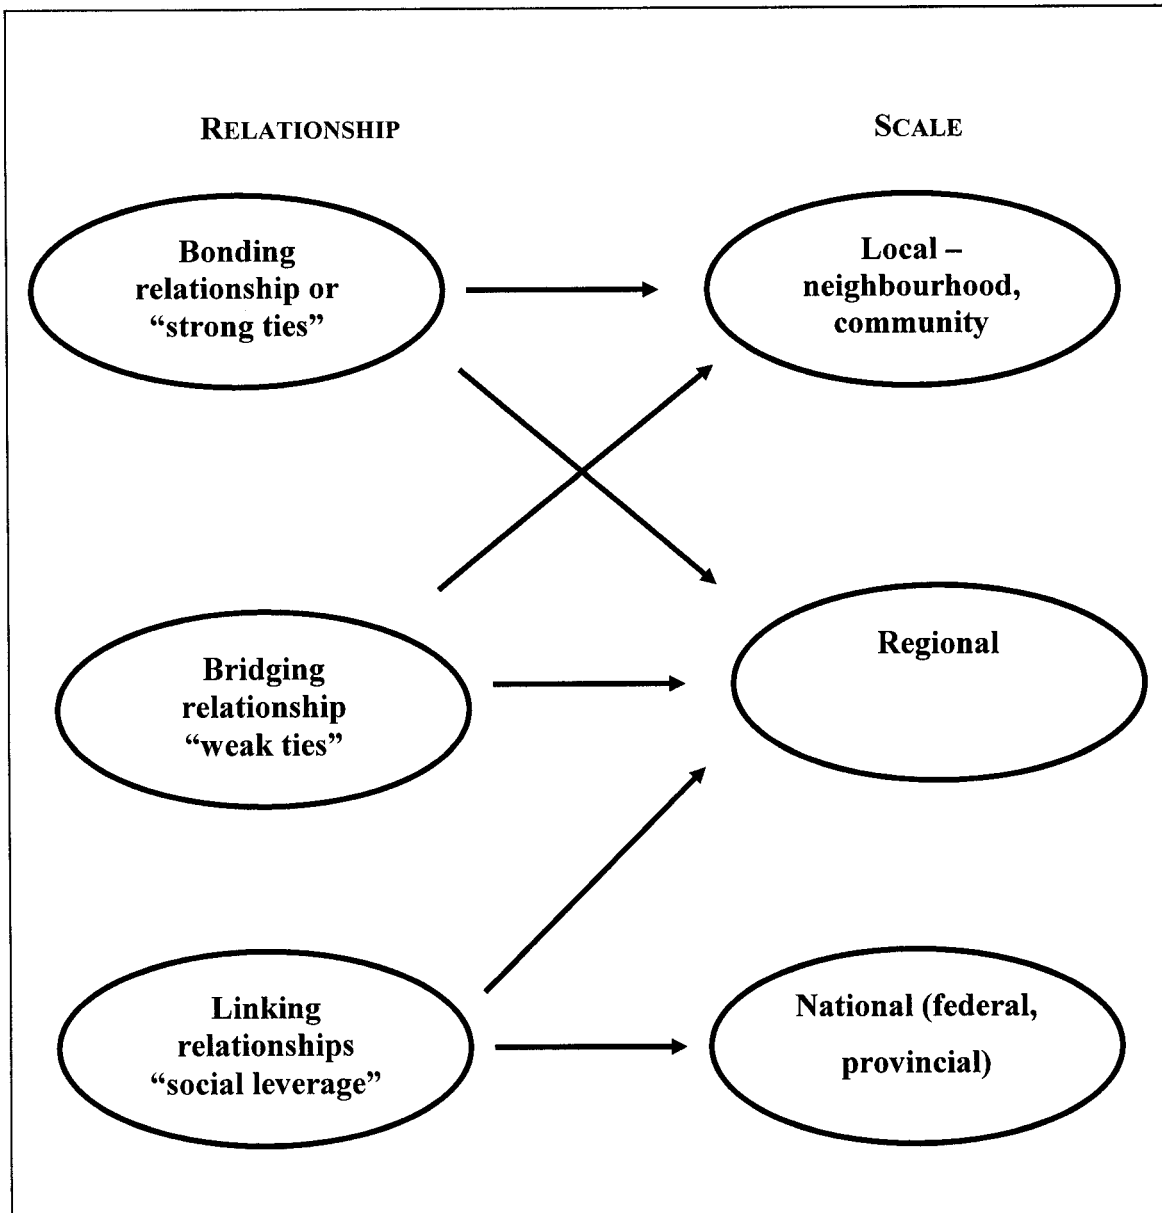 RELATIONSHIP
SCALE
Bonding
relationship or
“strong ties”
Local –
neighbourhood,
community
Bridging
relationship
“weak ties”
Regional
Linking
relationships
“social leverage”
National (federal,
provincial)